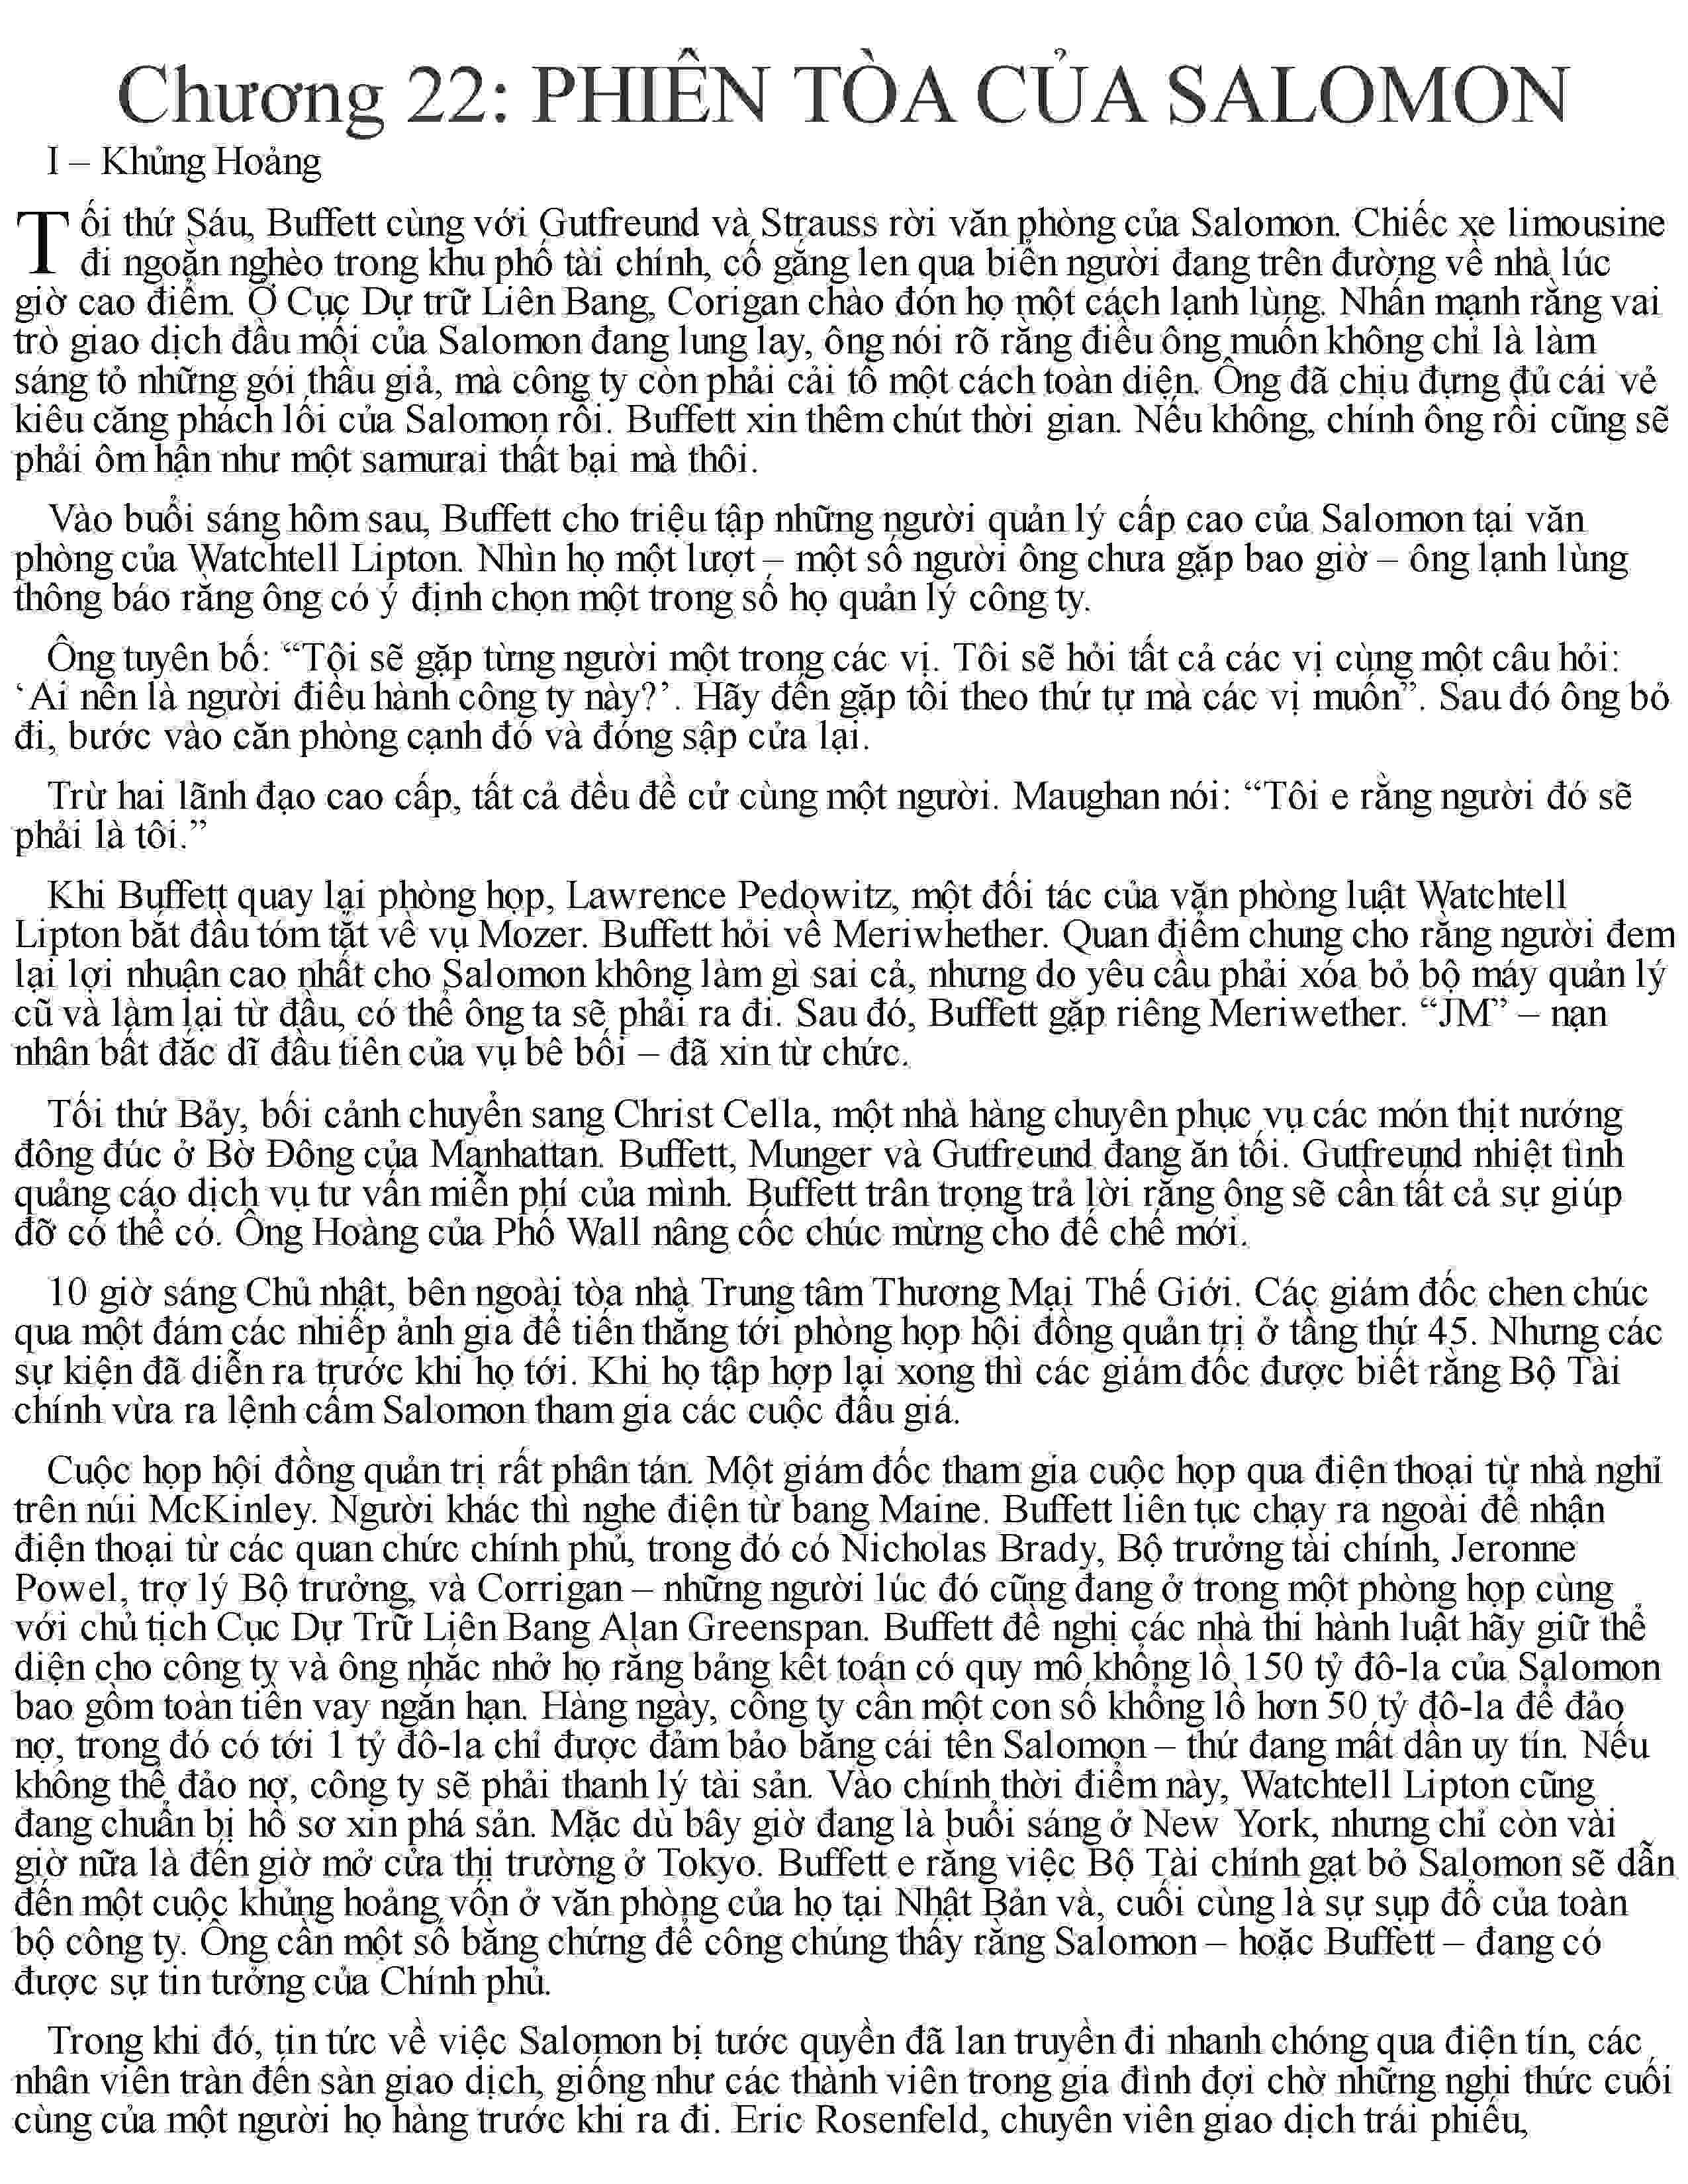 Chương 22: PHIÊN TÒA CỦA SALOMON
I – Khủng Hoảng
Tối thứ Sáu, Buffett cùng với Gutfreund và Strauss rời văn phòng của Salomon. Chiếc xe limousine
đi ngoằn nghèo trong khu phố tài chính, cố gắng len qua biển người đang trên đường về nhà lúc
giờ cao điểm. Ở Cục Dự trữ Liên Bang, Corigan chào đón họ một cách lạnh lùng. Nhấn mạnh rằng vai
trò giao dịch đầu mối của Salomon đang lung lay, ông nói rõ rằng điều ông muốn không chỉ là làm
sáng tỏ những gói thầu giả, mà công ty còn phải cải tổ một cách toàn diện. Ông đã chịu đựng đủ cái vẻ
kiêu căng phách lối của Salomon rồi. Buffett xin thêm chút thời gian. Nếu không, chính ông rồi cũng sẽ
phải ôm hận như một samurai thất bại mà thôi.
Vào buổi sáng hôm sau, Buffett cho triệu tập những người quản lý cấp cao của Salomon tại văn
phòng của Watchtell Lipton. Nhìn họ một lượt – một số người ông chưa gặp bao giờ – ông lạnh lùng
thông báo rằng ông có ý định chọn một trong số họ quản lý công ty.
Ông tuyên bố: “Tôi sẽ gặp từng người một trong các vị. Tôi sẽ hỏi tất cả các vị cùng một câu hỏi:
‘Ai nên là người điều hành công ty này?’. Hãy đến gặp tôi theo thứ tự mà các vị muốn”. Sau đó ông bỏ
đi, bước vào căn phòng cạnh đó và đóng sập cửa lại.
Trừ hai lãnh đạo cao cấp, tất cả đều đề cử cùng một người. Maughan nói: “Tôi e rằng người đó sẽ
phải là tôi.”
Khi Buffett quay lại phòng họp, Lawrence Pedowitz, một đối tác của văn phòng luật Watchtell
Lipton bắt đầu tóm tắt về vụ Mozer. Buffett hỏi về Meriwhether. Quan điểm chung cho rằng người đem
lại lợi nhuận cao nhất cho Salomon không làm gì sai cả, nhưng do yêu cầu phải xóa bỏ bộ máy quản lý
cũ và làm lại từ đầu, có thể ông ta sẽ phải ra đi. Sau đó, Buffett gặp riêng Meriwether. “JM” – nạn
nhân bất đắc dĩ đầu tiên của vụ bê bối – đã xin từ chức.
Tối thứ Bảy, bối cảnh chuyển sang Christ Cella, một nhà hàng chuyên phục vụ các món thịt nướng
đông đúc ở Bờ Đông của Manhattan. Buffett, Munger và Gutfreund đang ăn tối. Gutfreund nhiệt tình
quảng cáo dịch vụ tư vấn miễn phí của mình. Buffett trân trọng trả lời rằng ông sẽ cần tất cả sự giúp
đỡ có thể có. Ông Hoàng của Phố Wall nâng cốc chúc mừng cho đế chế mới.
10 giờ sáng Chủ nhật, bên ngoài tòa nhà Trung tâm Thương Mại Thế Giới. Các giám đốc chen chúc
qua một đám các nhiếp ảnh gia để tiến thẳng tới phòng họp hội đồng quản trị ở tầng thứ 45. Nhưng các
sự kiện đã diễn ra trước khi họ tới. Khi họ tập hợp lại xong thì các giám đốc được biết rằng Bộ Tài
chính vừa ra lệnh cấm Salomon tham gia các cuộc đấu giá.
Cuộc họp hội đồng quản trị rất phân tán. Một giám đốc tham gia cuộc họp qua điện thoại từ nhà nghỉ
trên núi McKinley. Người khác thì nghe điện từ bang Maine. Buffett liên tục chạy ra ngoài để nhận
điện thoại từ các quan chức chính phủ, trong đó có Nicholas Brady, Bộ trưởng tài chính, Jeronne
Powel, trợ lý Bộ trưởng, và Corrigan – những người lúc đó cũng đang ở trong một phòng họp cùng
với chủ tịch Cục Dự Trữ Liên Bang Alan Greenspan. Buffett đề nghị các nhà thi hành luật hãy giữ thể
diện cho công ty và ông nhắc nhở họ rằng bảng kết toán có quy mô khổng lồ 150 tỷ đô-la của Salomon
bao gồm toàn tiền vay ngắn hạn. Hàng ngày, công ty cần một con số khổng lồ hơn 50 tỷ đô-la để đảo
nợ, trong đó có tới 1 tỷ đô-la chỉ được đảm bảo bằng cái tên Salomon – thứ đang mất dần uy tín. Nếu
không thể đảo nợ, công ty sẽ phải thanh lý tài sản. Vào chính thời điểm này, Watchtell Lipton cũng
đang chuẩn bị hồ sơ xin phá sản. Mặc dù bây giờ đang là buổi sáng ở New York, nhưng chỉ còn vài
giờ nữa là đến giờ mở cửa thị trường ở Tokyo. Buffett e rằng việc Bộ Tài chính gạt bỏ Salomon sẽ dẫn
đến một cuộc khủng hoảng vốn ở văn phòng của họ tại Nhật Bản và, cuối cùng là sự sụp đổ của toàn
bộ công ty. Ông cần một số bằng chứng để công chúng thấy rằng Salomon – hoặc Buffett – đang có
được sự tin tưởng của Chính phủ.
Trong khi đó, tin tức về việc Salomon bị tước quyền đã lan truyền đi nhanh chóng qua điện tín, các
nhân viên tràn đến sàn giao dịch, giống như các thành viên trong gia đình đợi chờ những nghi thức cuối
cùng của một người họ hàng trước khi ra đi. Eric Rosenfeld, chuyên viên giao dịch trái phiếu,